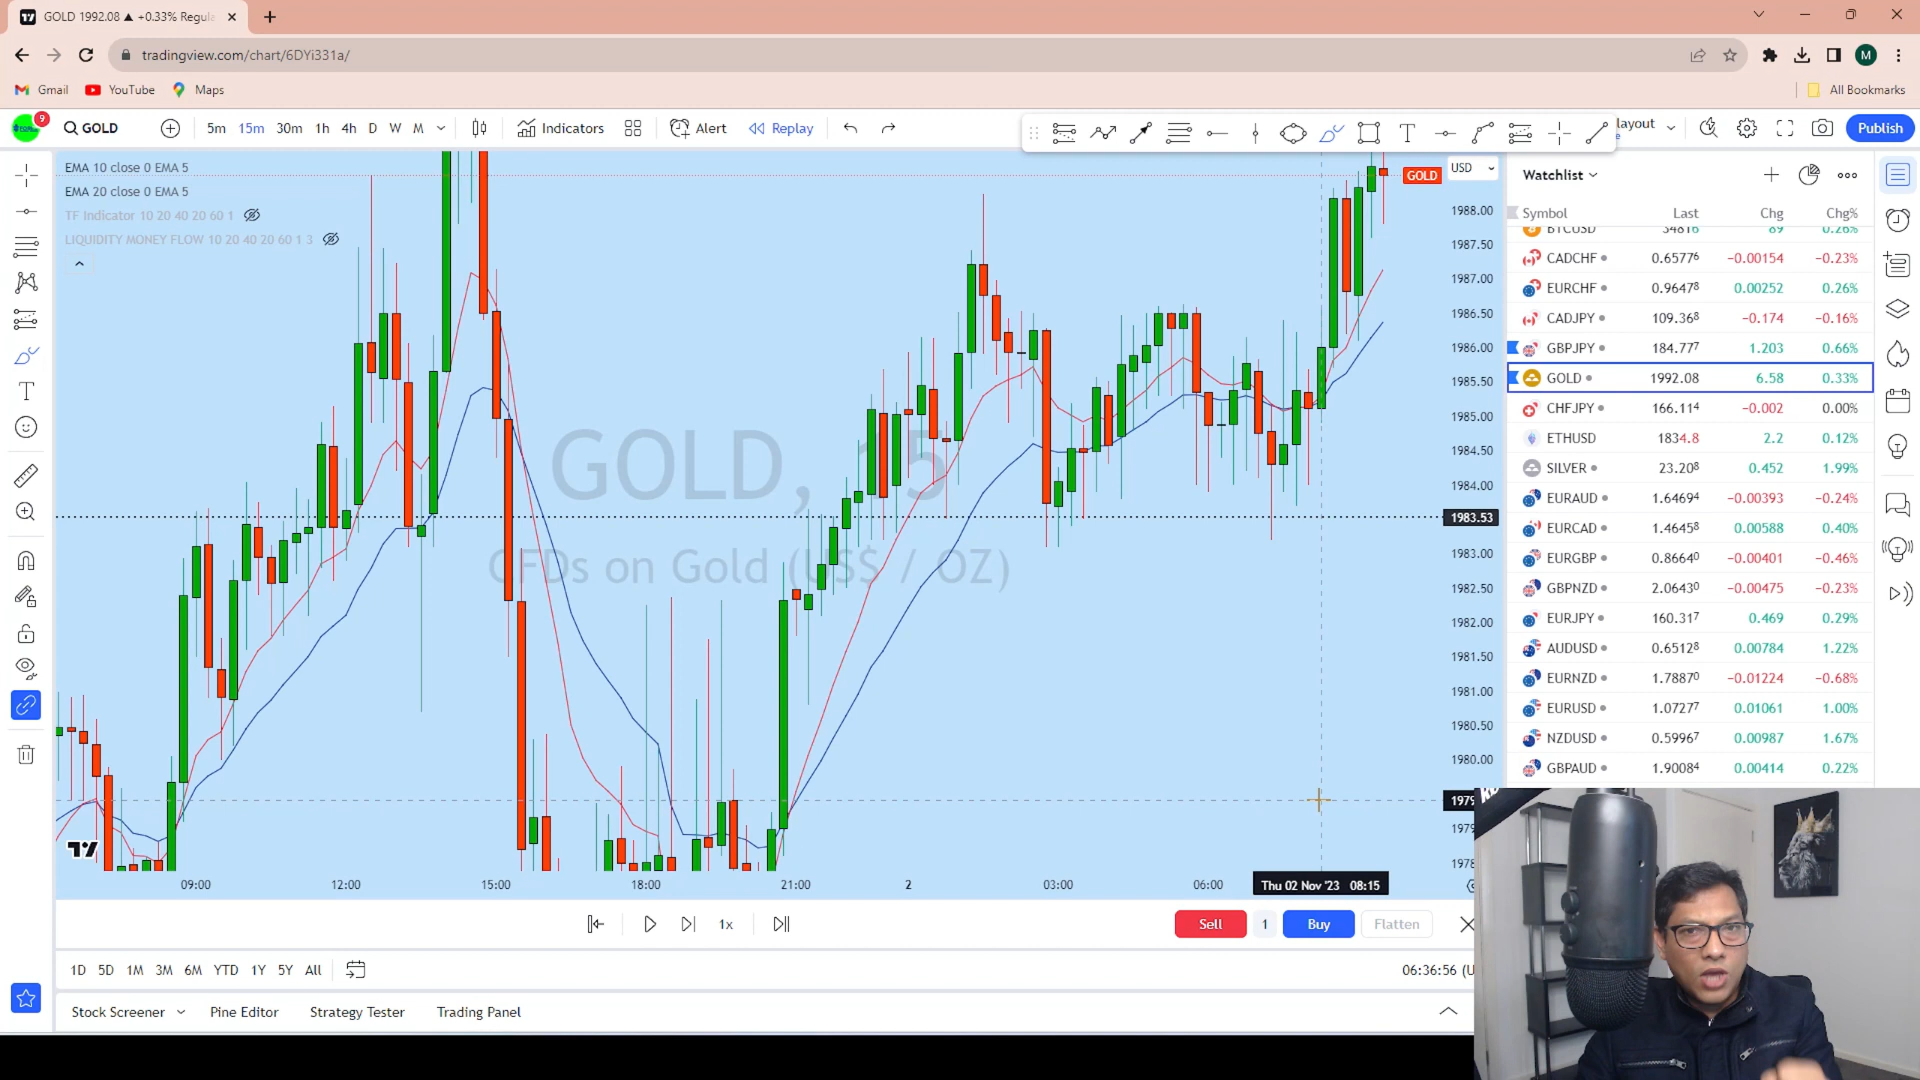 GOLD 1992.08 ▲ +0.33% Regula
tradingview.com/chart/6DYi331a/
Gmail YouTube Maps All Bookmarks
9 GOLD 5m 15m 30m 1h 4h D W M Indicators Alert Replay layout Publish
EMA 10 close 0 EMA 5
EMA 20 close 0 EMA 5
TF Indicator 10 20 40 20 60 1
LIQUIDITY MONEY FLOW 10 20 40 20 60 1 3
GOLD, 15
CFDs on Gold (US$ / OZ)
GOLD USD
1988.00
1987.50
1987.00
1986.50
1986.00
1985.50
1985.00
1984.50
1984.00
1983.53
1983.00
1982.50
1982.00
1981.50
1981.00
1980.50
1980.00
1979
1979
1978
09:00 12:00 15:00 18:00 21:00 2 03:00 06:00 Thu 02 Nov '23 08:15
1x Sell 1 Buy Flatten
1D 5D 1M 3M 6M YTD 1Y 5Y All 06:36:56 (U
Stock Screener Pine Editor Strategy Tester Trading Panel
Watchlist
Symbol Last Chg Chg%
BTCUSD 34816 89 0.26%
CADCHF 0.65776 −0.00154 −0.23%
EURCHF 0.96478 0.00252 0.26%
CADJPY 109.368 −0.174 −0.16%
GBPJPY 184.777 1.203 0.66%
GOLD 1992.08 6.58 0.33%
CHFJPY 166.114 −0.002 0.00%
ETHUSD 1834.8 2.2 0.12%
SILVER 23.208 0.452 1.99%
EURAUD 1.64694 −0.00393 −0.24%
EURCAD 1.46458 0.00588 0.40%
EURGBP 0.86640 −0.00401 −0.46%
GBPNZD 2.06430 −0.00475 −0.23%
EURJPY 160.317 0.469 0.29%
AUDUSD 0.65128 0.00784 1.22%
EURNZD 1.78870 −0.01224 −0.68%
EURUSD 1.07277 0.01061 1.00%
NZDUSD 0.59967 0.00987 1.67%
GBPAUD 1.90084 0.00414 0.22%